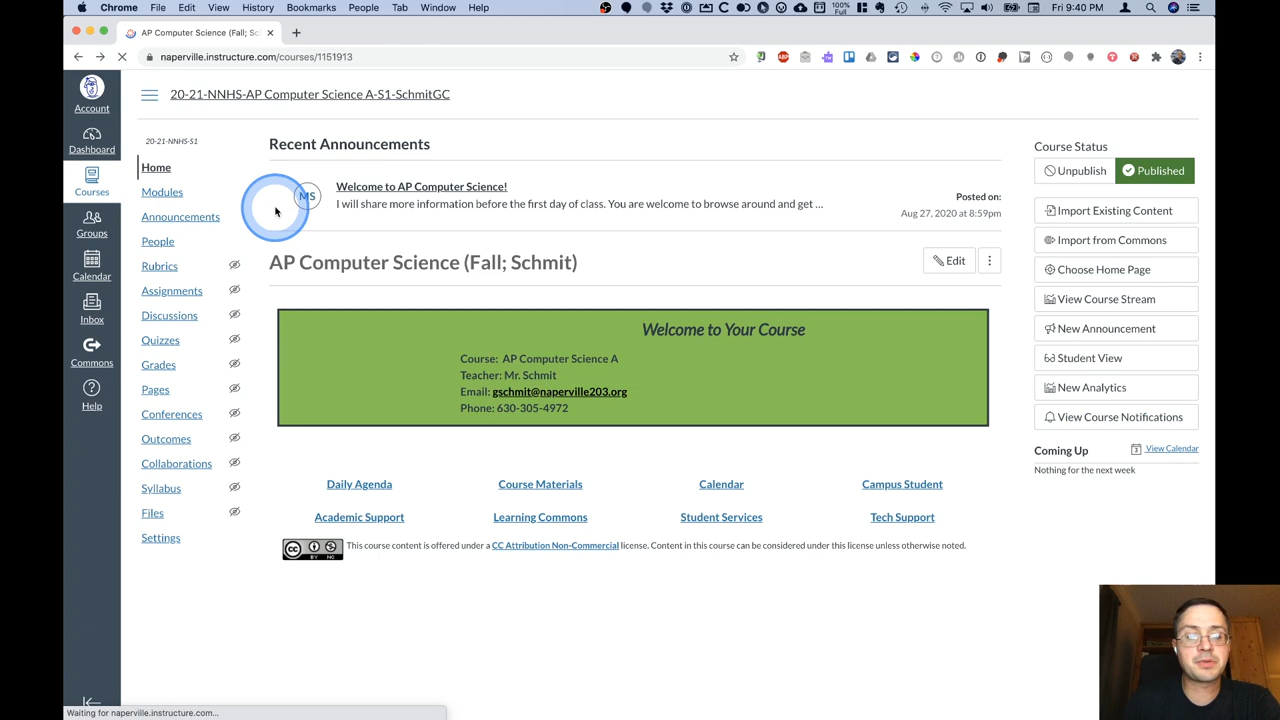 Chrome File Edit View History Bookmarks People Tab Window Help
100% Full
Fri 9:40 PM
AP Computer Science (Fall; Sc
naperville.instructure.com/courses/1151913
Account
Dashboard
Courses
Groups
Calendar
Inbox
Commons
Help
20-21-NNHS-AP Computer Science A-S1-SchmitGC
20-21-NNHS-S1
Home
Modules
Announcements
People
Rubrics
Assignments
Discussions
Quizzes
Grades
Pages
Conferences
Outcomes
Collaborations
Syllabus
Files
Settings
Recent Announcements
MS
Welcome to AP Computer Science!
I will share more information before the first day of class. You are welcome to browse around and get ...
Posted on:
Aug 27, 2020 at 8:59pm
AP Computer Science (Fall; Schmit)
Edit
Welcome to Your Course
Course: AP Computer Science A
Teacher: Mr. Schmit
Email: gschmit@naperville203.org
Phone: 630-305-4972
Daily Agenda Course Materials Calendar Campus Student
Academic Support Learning Commons Student Services Tech Support
CC BY NC
This course content is offered under a CC Attribution Non-Commercial license. Content in this course can be considered under this license unless otherwise noted.
Course Status
Unpublish Published
Import Existing Content
Import from Commons
Choose Home Page
View Course Stream
New Announcement
Student View
New Analytics
View Course Notifications
Coming Up
View Calendar
Nothing for the next week
Waiting for naperville.instructure.com...